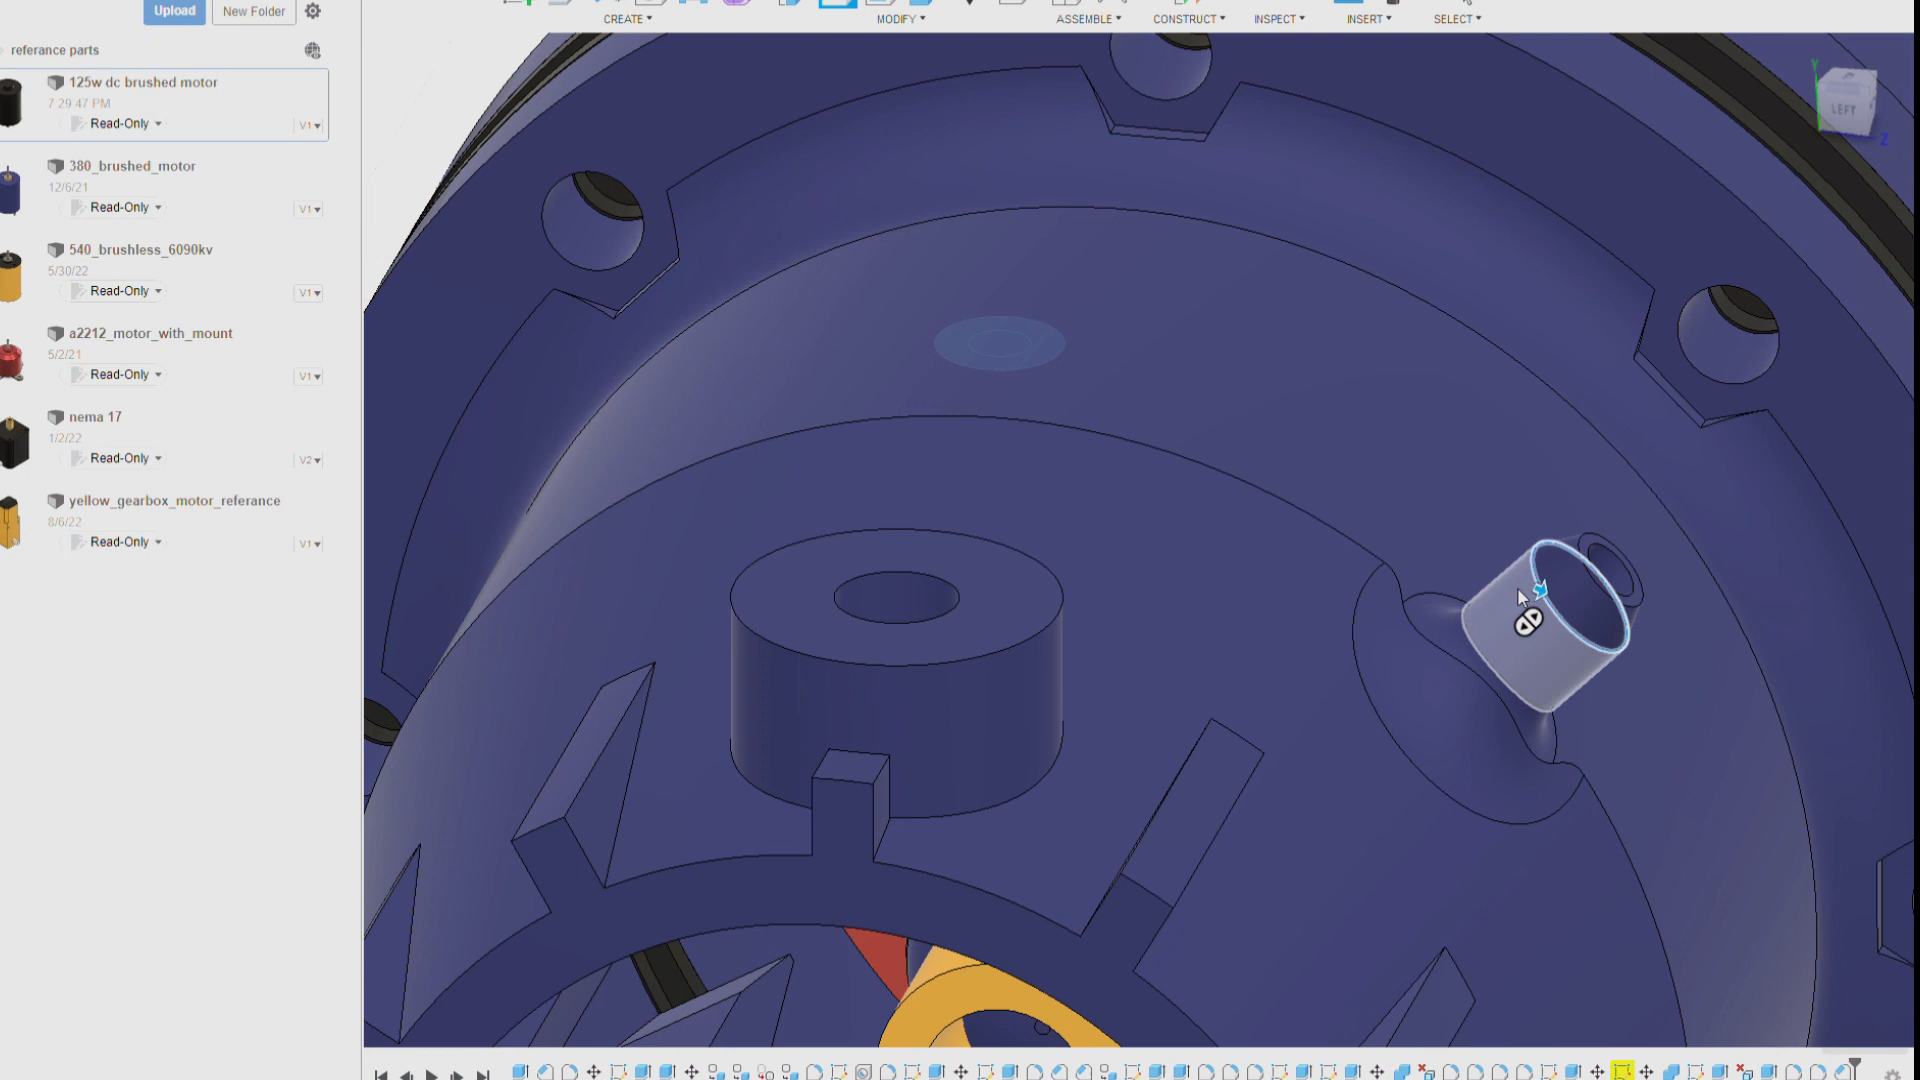 Upload
New Folder
CREATE
MODIFY
ASSEMBLE
CONSTRUCT
INSPECT
INSERT
SELECT
referance parts
125w dc brushed motor
7 29 47 PM
Read-Only
V1
380_brushed_motor
12/6/21
Read-Only
V1
540_brushless_6090kv
5/30/22
Read-Only
V1
a2212_motor_with_mount
5/2/21
Read-Only
V1
nema 17
1/2/22
Read-Only
V2
yellow_gearbox_motor_referance
8/6/22
Read-Only
V1
Y
LEFT
Z